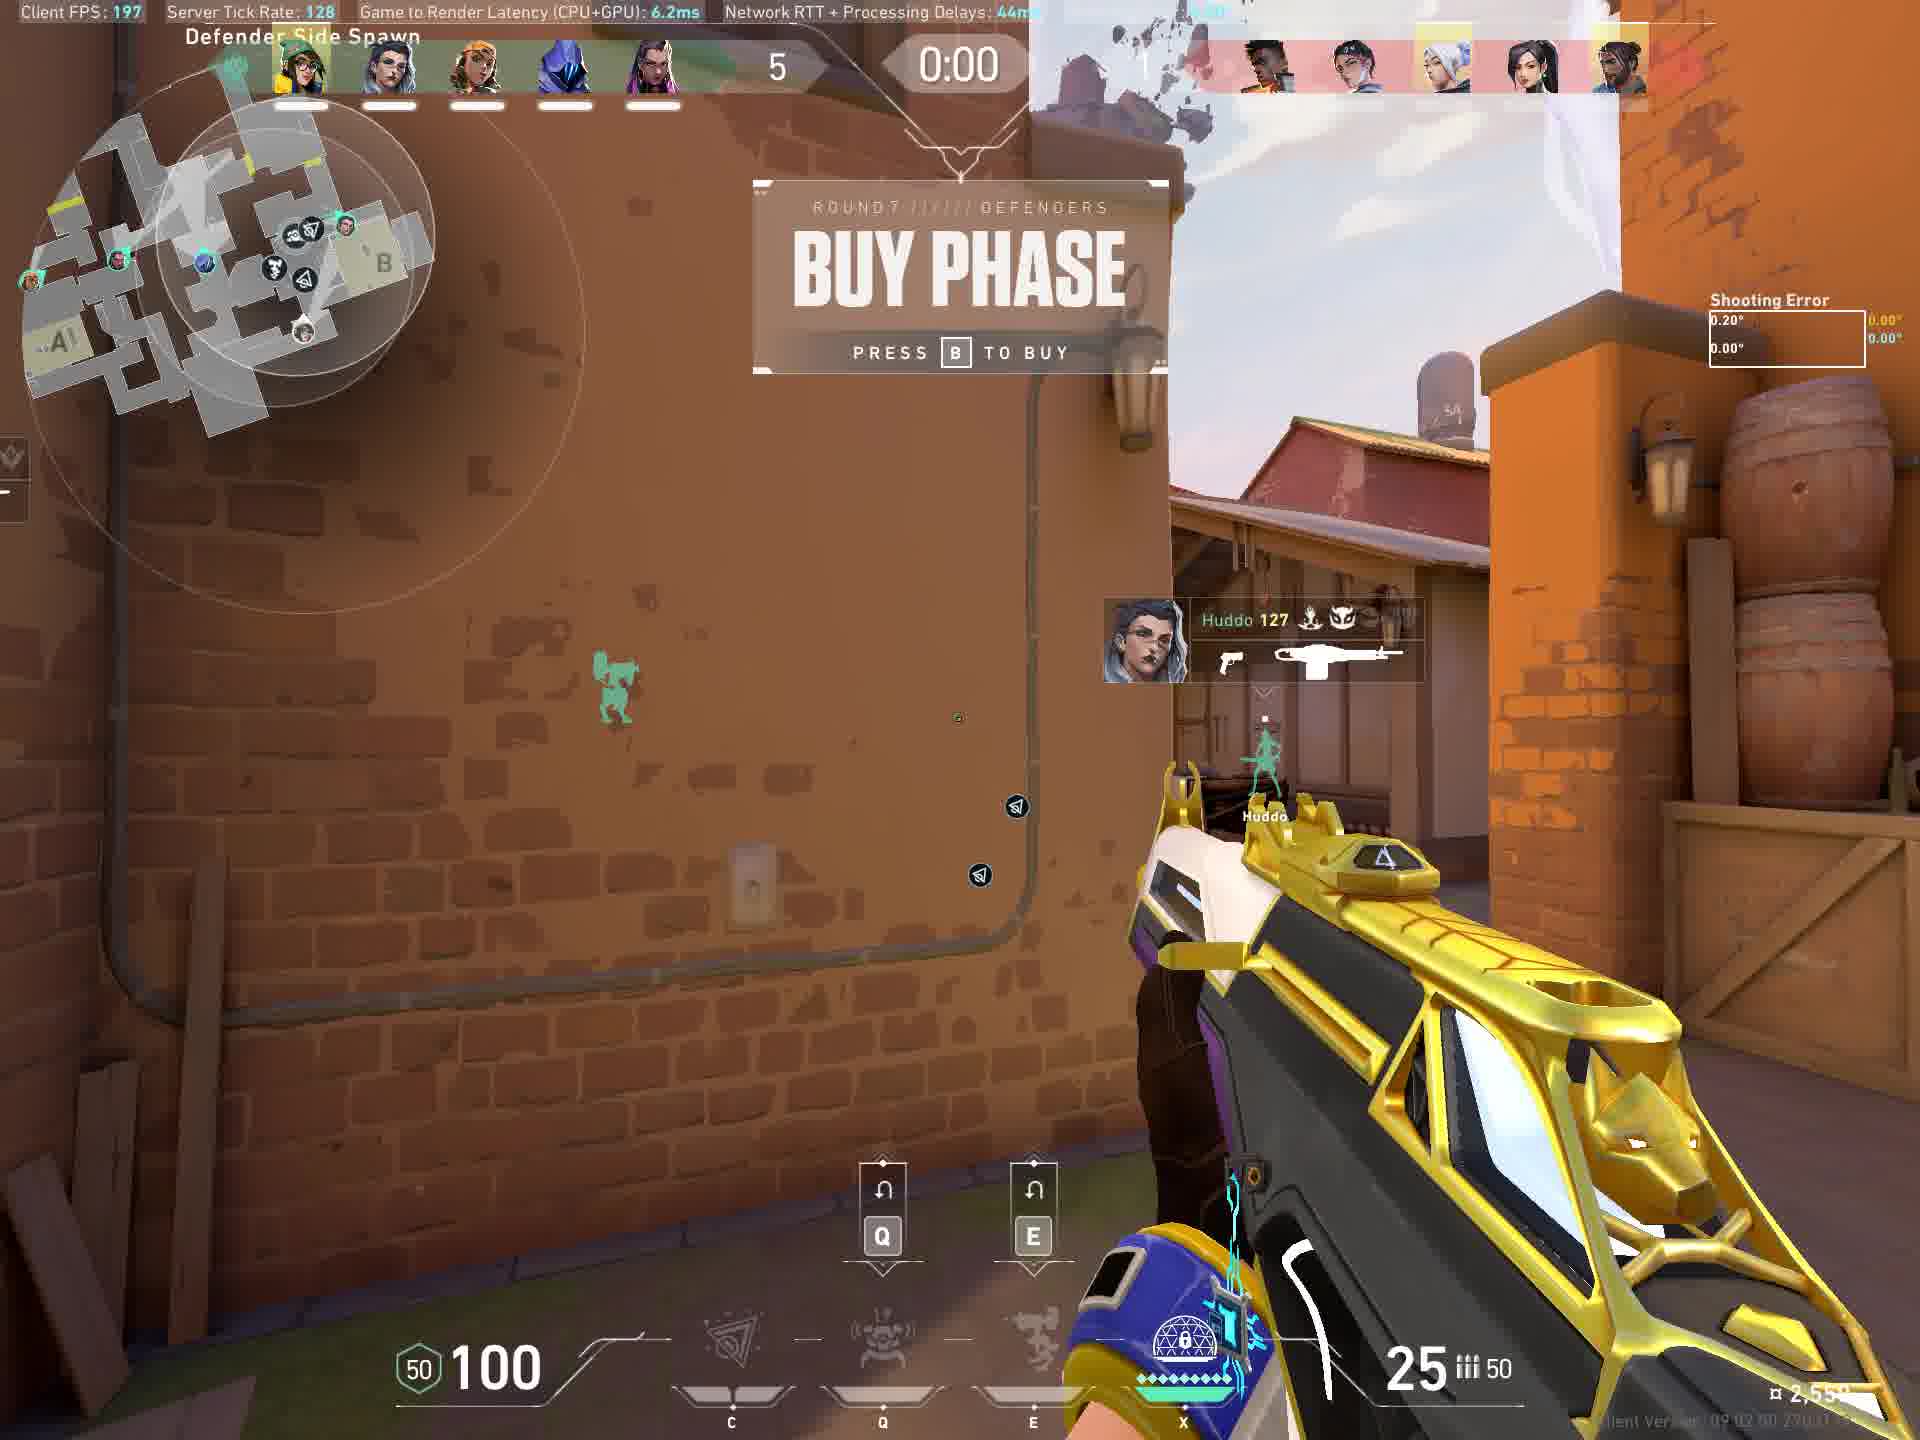 Client FPS: 197 Server Tick Rate: 128 Game to Render Latency (CPU+GPU): 6.2ms Network RTT + Processing Delays: 44ms
Defender Side Spawn
5 0:00 1
ROUND 7 ////// DEFENDERS
BUY PHASE
PRESS B TO BUY
B
A
Shooting Error
0.20° 0.00°
0.00° 0.00°
Huddo 127
Huddo
Q E
50 100
25 50
2,550
C Q E X